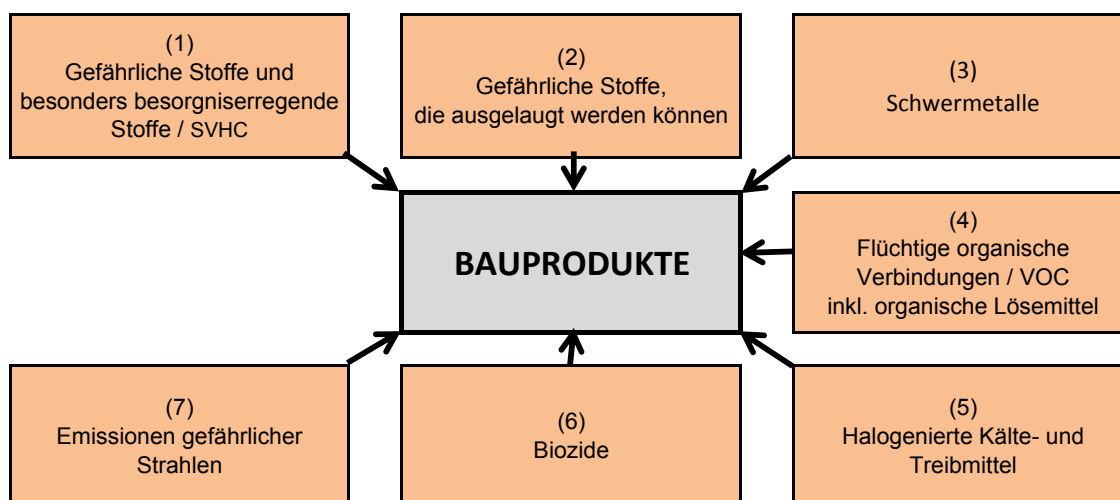 (1)
Gefährliche Stoffe und
besonders besorgniserregende
Stoffe / SVHC
(2)
Gefährliche Stoffe,
die ausgelaugt werden können
(3)
Schwermetalle
BAUPRODUKTE
(4)
Flüchtige organische
Verbindungen / VOC
inkl. organische Lösemittel
(7)
Emissionen gefährlicher
Strahlen
(6)
Biozide
(5)
Halogenierte Kälte- und
Treibmittel